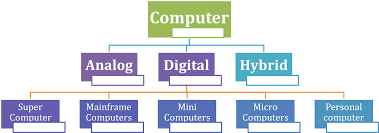 Computer
Analog Digital Hybrid
Super Mainframe Mini Micro Personal
Computer Computers Computers Computers computer